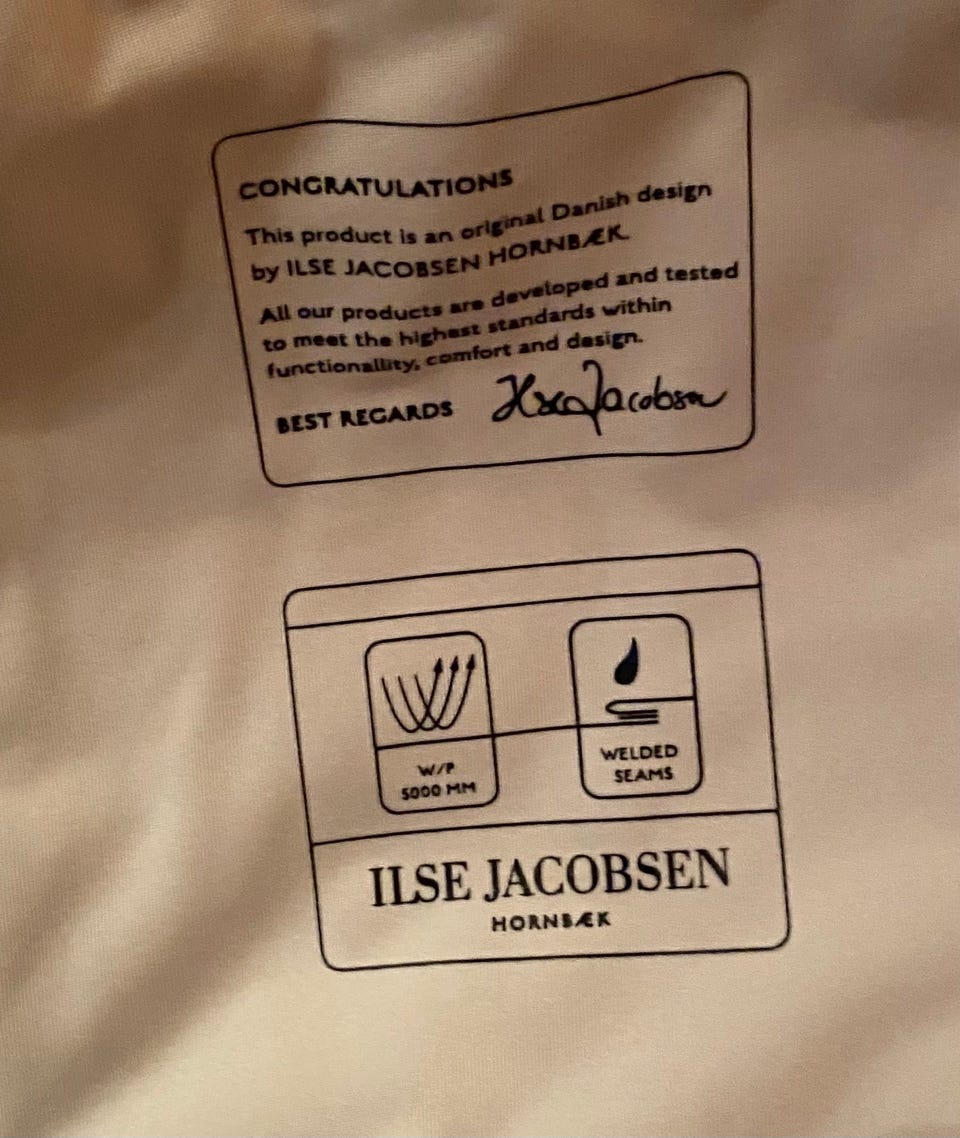 CONGRATULATIONS
This product is an original Danish design
by ILSE JACOBSEN HORNBÆK
All our products are developed and tested
to meet the highest standards within
functionallity, comfort and design.
BEST REGARDS Ilse Jacobsen
W/P
5000 MM
WELDED
SEAMS
ILSE JACOBSEN
HORNBÆK